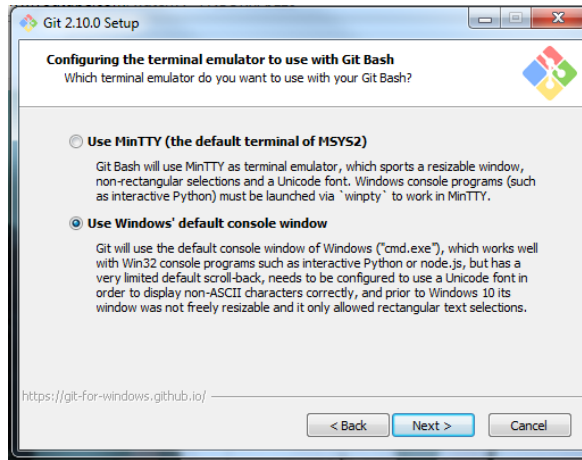 Git 2.10.0 Setup
Configuring the terminal emulator to use with Git Bash
Which terminal emulator do you want to use with your Git Bash?
Use MinTTY (the default terminal of MSYS2)
Git Bash will use MinTTY as terminal emulator, which sports a resizable window,
non-rectangular selections and a Unicode font. Windows console programs (such
as interactive Python) must be launched via `winpty` to work in MinTTY.
Use Windows' default console window
Git will use the default console window of Windows ("cmd.exe"), which works well
with Win32 console programs such as interactive Python or node.js, but has a
very limited default scroll-back, needs to be configured to use a Unicode font in
order to display non-ASCII characters correctly, and prior to Windows 10 its
window was not freely resizable and it only allowed rectangular text selections.
https://git-for-windows.github.io/
< Back Next > Cancel